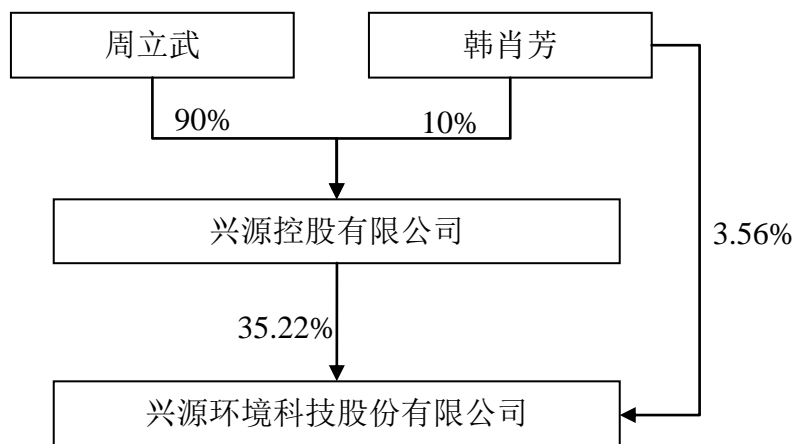 周立武
韩肖芳
90%
10%
兴源控股有限公司
3.56%
35.22%
兴源环境科技股份有限公司